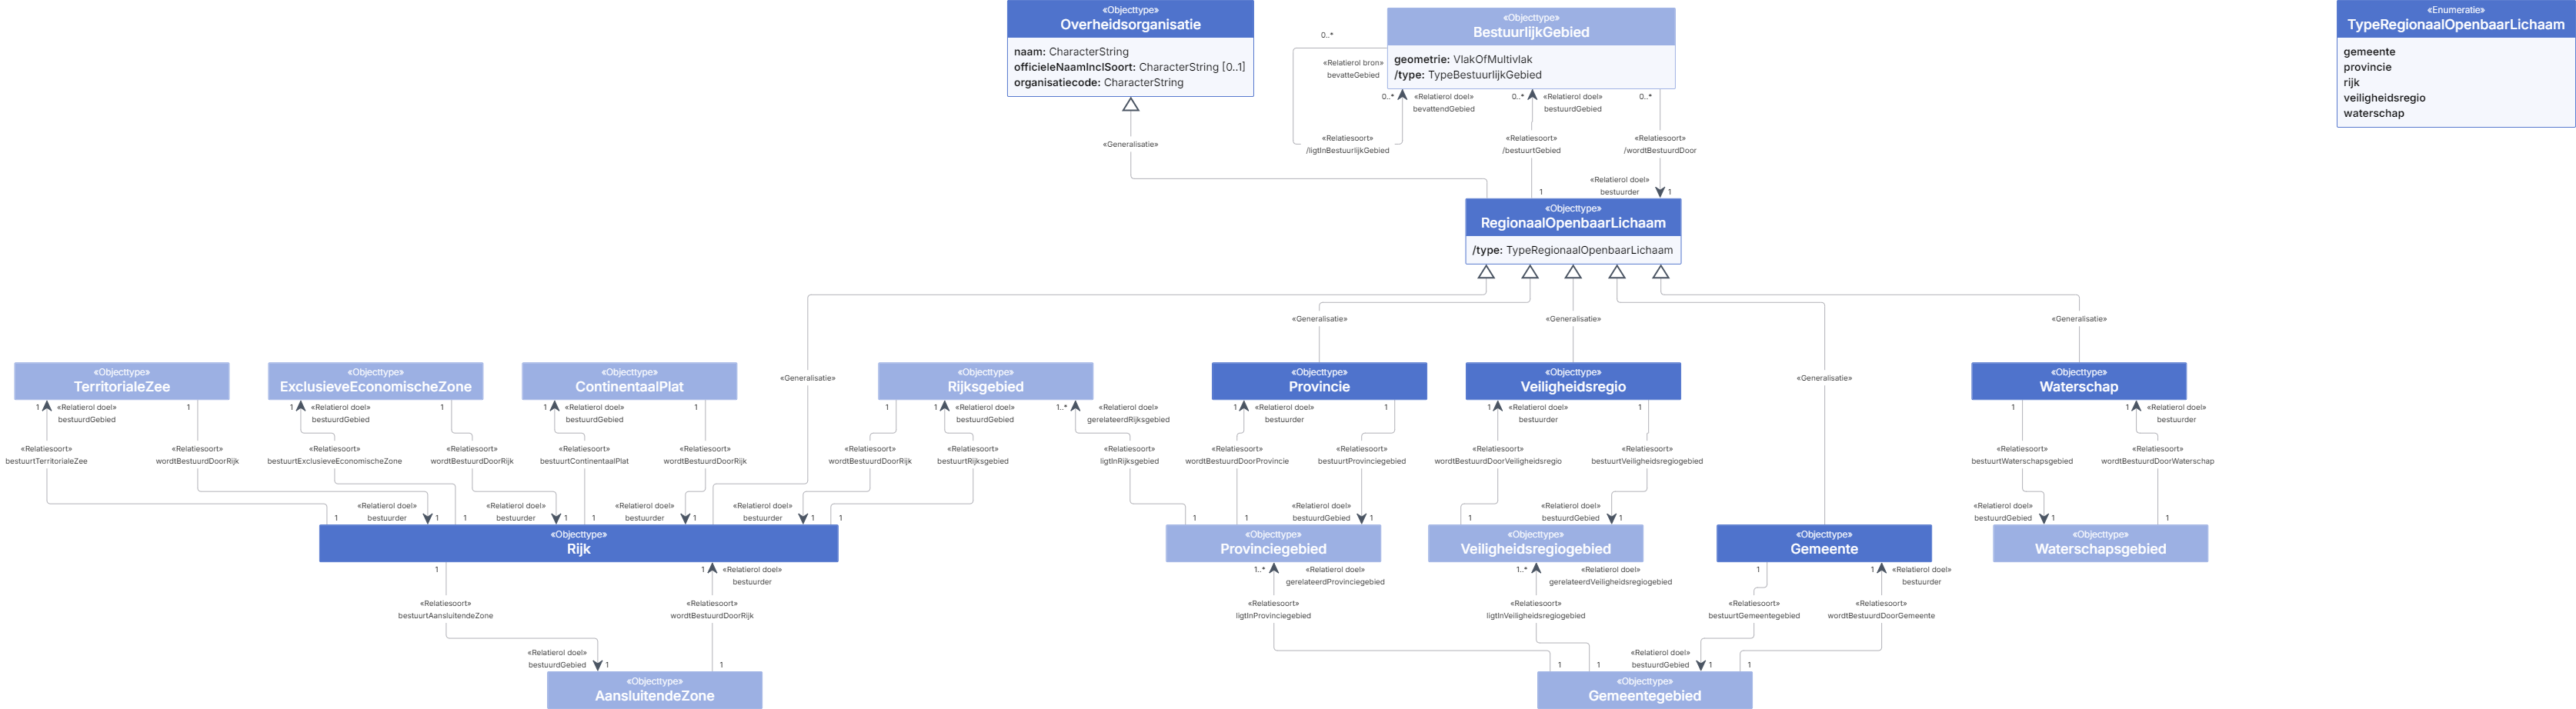 «Objecttype»
Overheidsorganisatie
naam: CharacterString
officieleNaamInclSoort: CharacterString [0..1]
organisatiecode: CharacterString
«Objecttype»
BestuurlijkGebied
geometrie: VlakOfMultivlak
/type: TypeBestuurlijkGebied
«Enumeratie»
TypeRegionaalOpenbaarLichaam
gemeente
provincie
rijk
veiligheidsregio
waterschap
0..*
«Relatierol bron»
bevatteGebied
0..*
«Relatierol doel»
bevattendGebied
0..*
«Relatierol doel»
bestuurdGebied
0..*
«Generalisatie»
«Relatiesoort»
/ligtInBestuurlijkGebied
«Relatiesoort»
/bestuurtGebied
«Relatiesoort»
/wordtBestuurdDoor
1
«Relatierol doel»
bestuurder
1
«Objecttype»
RegionaalOpenbaarLichaam
/type: TypeRegionaalOpenbaarLichaam
«Generalisatie»
«Generalisatie»
«Generalisatie»
«Generalisatie»
«Generalisatie»
«Objecttype»
TerritorialeZee
«Objecttype»
ExclusieveEconomischeZone
«Objecttype»
ContinentaalPlat
«Objecttype»
Rijksgebied
«Objecttype»
Provincie
«Objecttype»
Veiligheidsregio
«Objecttype»
Waterschap
1
«Relatierol doel»
bestuurdGebied
1
1
«Relatierol doel»
bestuurdGebied
1
1
«Relatierol doel»
bestuurdGebied
1
1
1
«Relatierol doel»
bestuurdGebied
1..*
«Relatierol doel»
gerelateerdRijksgebied
1
«Relatierol doel»
bestuurder
1
1
«Relatierol doel»
bestuurder
1
1
1
«Relatierol doel»
bestuurder
«Relatiesoort»
bestuurtTerritorialeZee
«Relatiesoort»
wordtBestuurdDoorRijk
«Relatiesoort»
bestuurtExclusieveEconomischeZone
«Relatiesoort»
wordtBestuurdDoorRijk
«Relatiesoort»
bestuurtContinentaalPlat
«Relatiesoort»
wordtBestuurdDoorRijk
«Relatiesoort»
wordtBestuurdDoorRijk
«Relatiesoort»
bestuurtRijksgebied
«Relatiesoort»
ligtInRijksgebied
«Relatiesoort»
wordtBestuurdDoorProvincie
«Relatiesoort»
bestuurtProvinciegebied
«Relatiesoort»
wordtBestuurdDoorVeiligheidsregio
«Relatiesoort»
bestuurtVeiligheidsregiogebied
«Relatiesoort»
bestuurtWaterschapsgebied
«Relatiesoort»
wordtBestuurdDoorWaterschap
1
«Relatierol doel»
bestuurder
1
1
«Relatierol doel»
bestuurder
1
1
«Relatierol doel»
bestuurder
1
«Relatierol doel»
bestuurder
1
1
1
1
«Relatierol doel»
bestuurdGebied
1
1
«Relatierol doel»
bestuurdGebied
1
«Relatierol doel»
bestuurdGebied
1
1
«Objecttype»
Rijk
«Objecttype»
Provinciegebied
«Objecttype»
Veiligheidsregiogebied
«Objecttype»
Gemeente
«Objecttype»
Waterschapsgebied
1
1
«Relatierol doel»
bestuurder
1..*
«Relatierol doel»
gerelateerdProvinciegebied
1..*
«Relatierol doel»
gerelateerdVeiligheidsregiogebied
1
1
«Relatierol doel»
bestuurder
«Relatiesoort»
bestuurtAansluitendeZone
«Relatiesoort»
wordtBestuurdDoorRijk
«Relatiesoort»
ligtInProvinciegebied
«Relatiesoort»
ligtInVeiligheidsregiogebied
«Relatiesoort»
bestuurtGemeentegebied
«Relatiesoort»
wordtBestuurdDoorGemeente
«Relatierol doel»
bestuurdGebied
1
1
1
1
«Relatierol doel»
bestuurdGebied
1
1
«Objecttype»
AansluitendeZone
«Objecttype»
Gemeentegebied